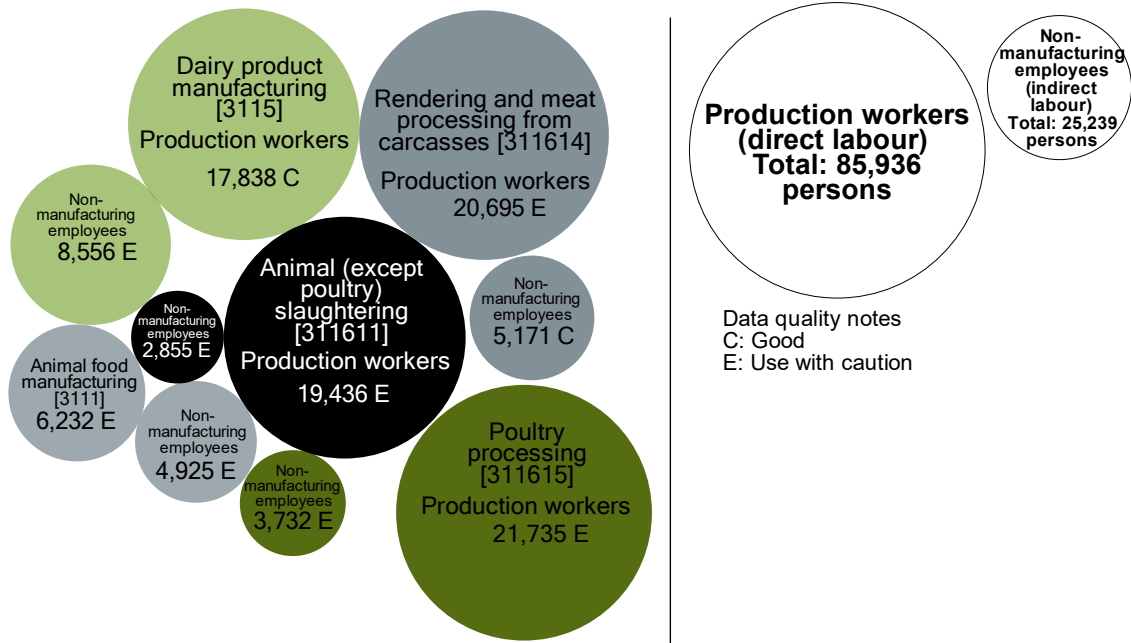 Dairy product
manufacturing
[3115]
Production workers
17,838 C
Rendering and meat
processing from
carcasses [311614]
Production workers
20,695 E
Non-
manufacturing
employees
8,556 E
Animal (except
poultry)
slaughtering
[311611]
Production workers
19,436 E
Non-
manufacturing
employees
5,171 C
Non-
manufacturing
employees
2,855 E
Animal food
manufacturing
[3111]
6,232 E
Non-
manufacturing
employees
4,925 E
Non-
manufacturing
employees
3,732 E
Poultry
processing
[311615]
Production workers
21,735 E
Production workers
(direct labour)
Total: 85,936
persons
Non-
manufacturing
employees
(indirect
labour)
Total: 25,239
persons
Data quality notes
C: Good
E: Use with caution